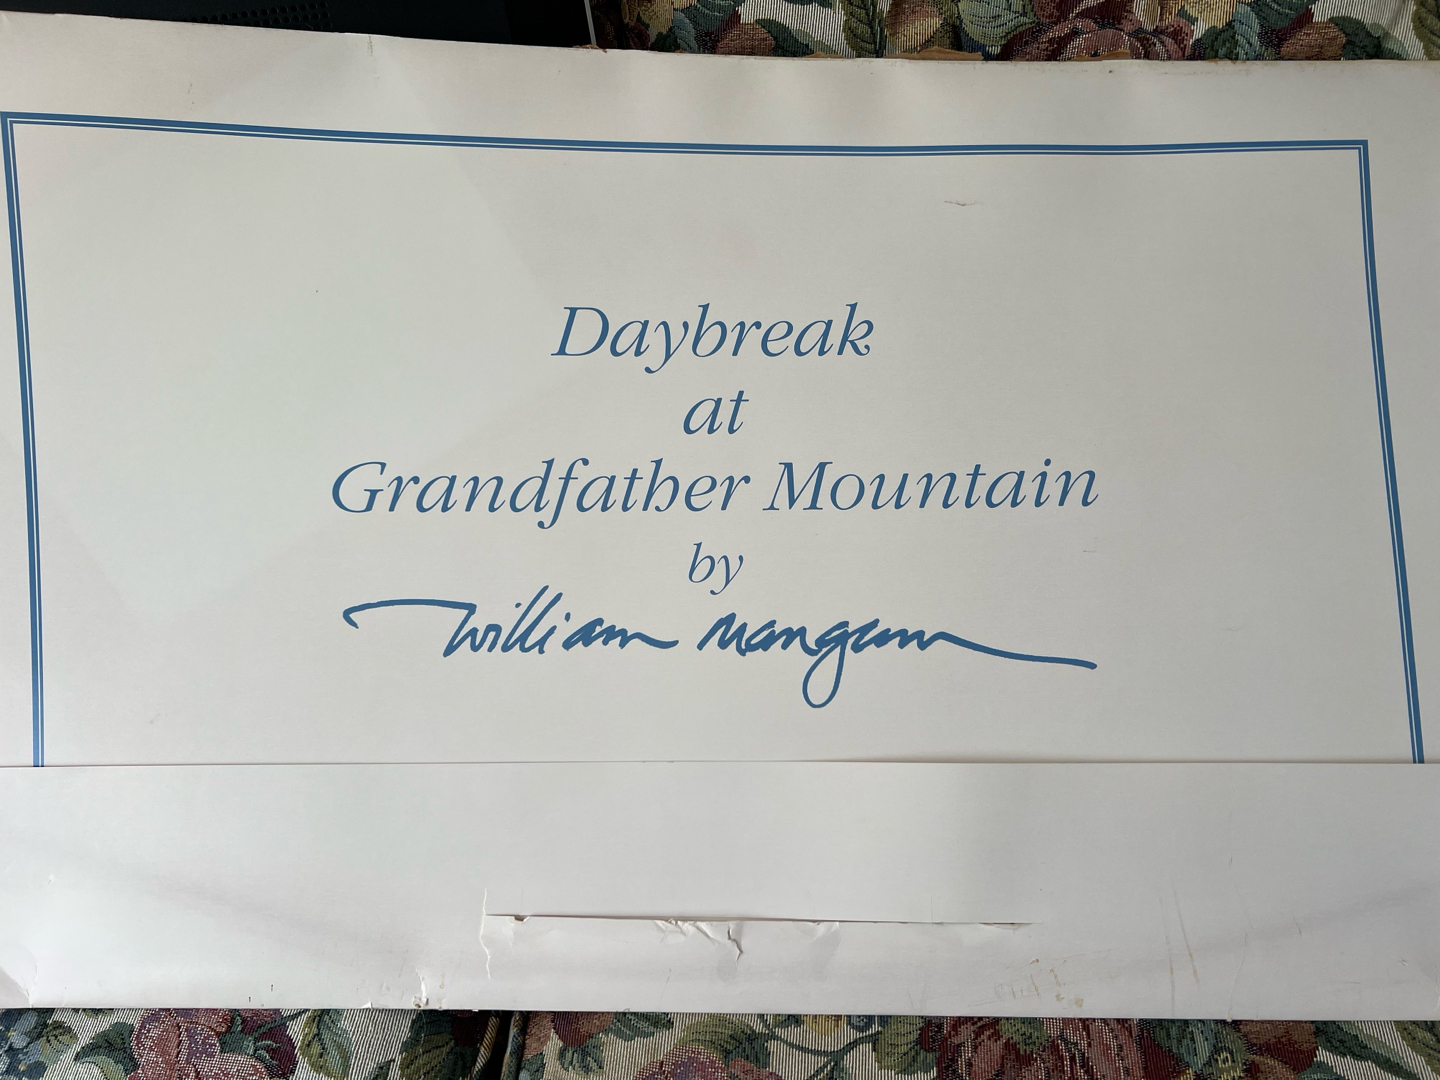 Daybreak
at
Grandfather Mountain
by
William Mangum